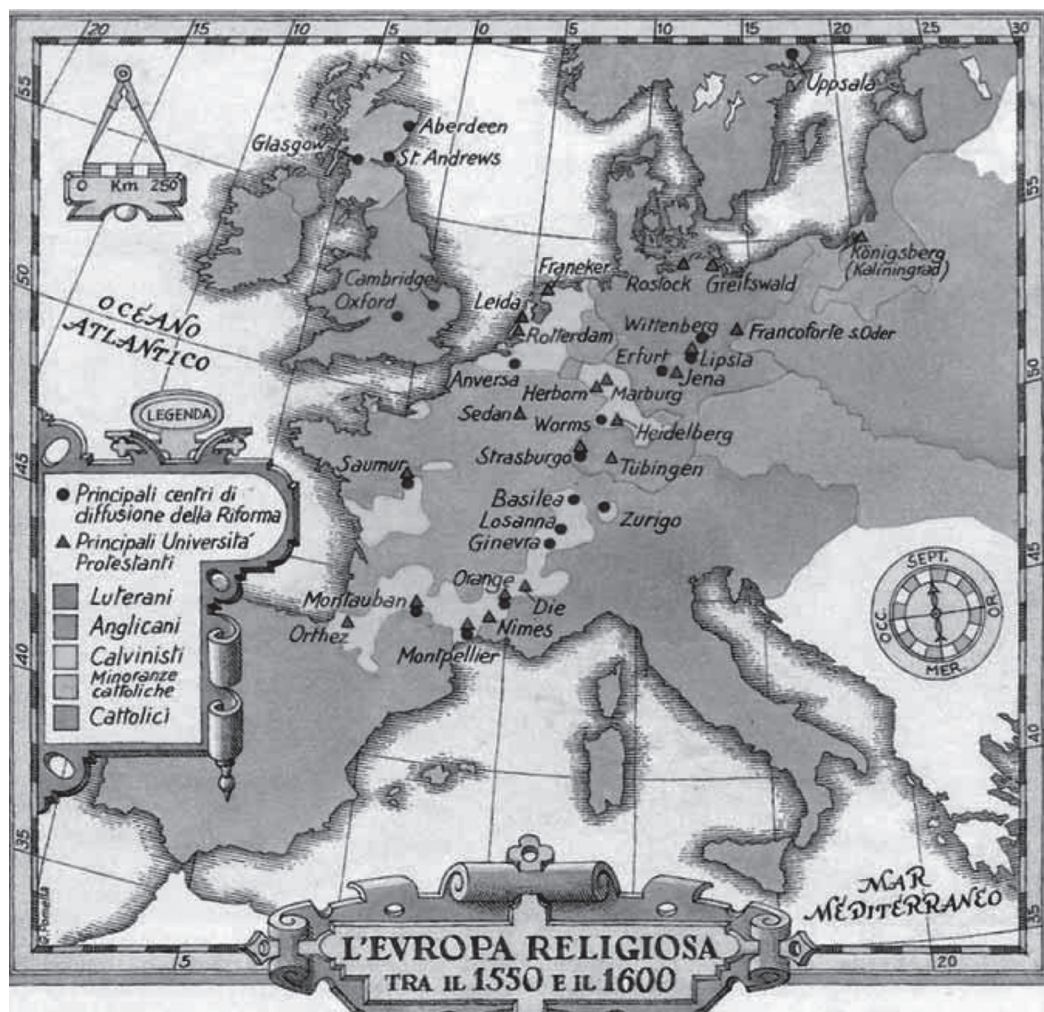 20
15
10
5
0
5
10
15
20
25
30
55
50
45
40
35
55
50
45
40
35
5
20
0 Km 250
Uppsala
Aberdeen
Glasgow
St. Andrews
Königsberg
(Kaliningrad)
Franeker
Rostock
Greifswald
Cambridge
Oxford
Leida
Rotterdam
Wittenberg
Francoforte s.Oder
Erfurt
Lipsia
Jena
Anversa
Herborn
Marburg
Sedan
Worms
Heidelberg
Strasburgo
Tübingen
Saumur
Basilea
Losanna
Zurigo
Ginevra
Orange
Die
Montauban
Orthez
Nimes
Montpellier
OCEANO
ATLANTICO
LEGENDA
Principali centri di
diffusione della Riforma
Principali Universitá
Protestanti
Luterani
Anglicani
Calvinisti
Minoranze
cattoliche
Cattolici
SEPT.
OCC.
OR.
MER
MAR
MEDITERRANEO
L'EVROPA RELIGIOSA
TRA IL 1550 E IL 1600